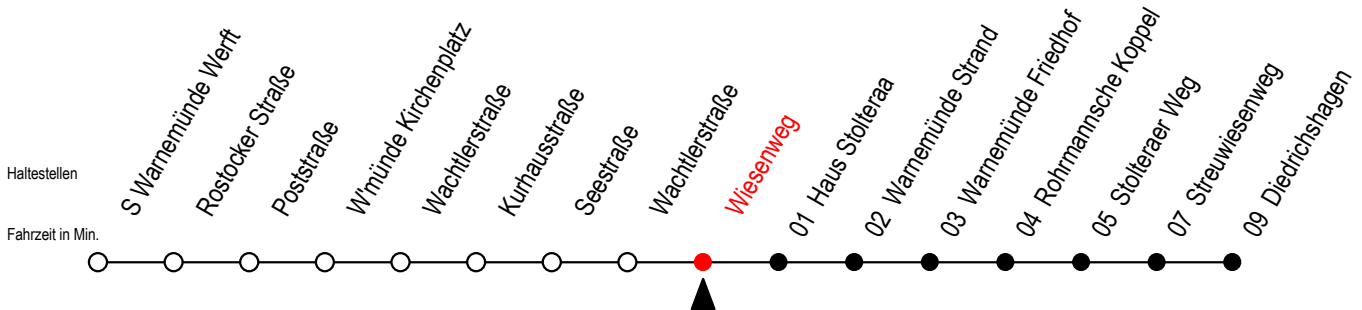 S Warnemünde Werft
Rostocker Straße
Poststraße
W'münde Kirchenplatz
Wachtlerstraße
Kurhausstraße
Seestraße
Wachtlerstraße
Wiesenweg
01 Haus Stolteraa
02 Warnemünde Strand
03 Warnemünde Friedhof
04 Rohrmannsche Koppel
05 Stolteraer Weg
07 Streuwiesenweg
09 Diedrichshagen
Haltestellen
Fahrzeit in Min.